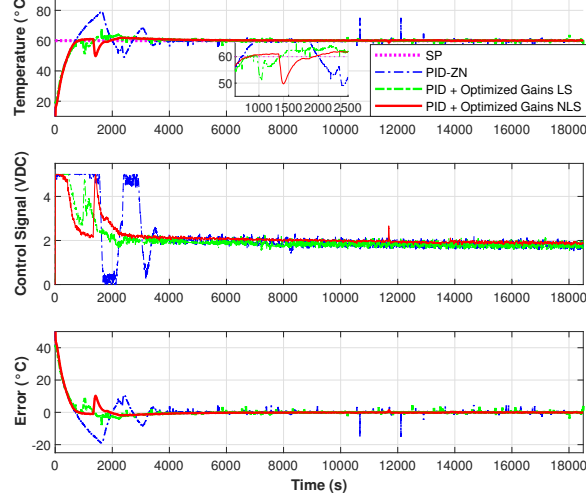 Temperature (°C)
80
60
40
20
60
50
500
1000
1500
2000
2500
SP
PID-ZN
PID + Optimized Gains LS
PID + Optimized Gains NLS
0 2000 4000 6000 8000 10000 12000 14000 16000 18000
Control Signal (VDC)
4
2
0
0 2000 4000 6000 8000 10000 12000 14000 16000 18000
Error (°C)
40
20
0
-20
0 2000 4000 6000 8000 10000 12000 14000 16000 18000
Time (s)